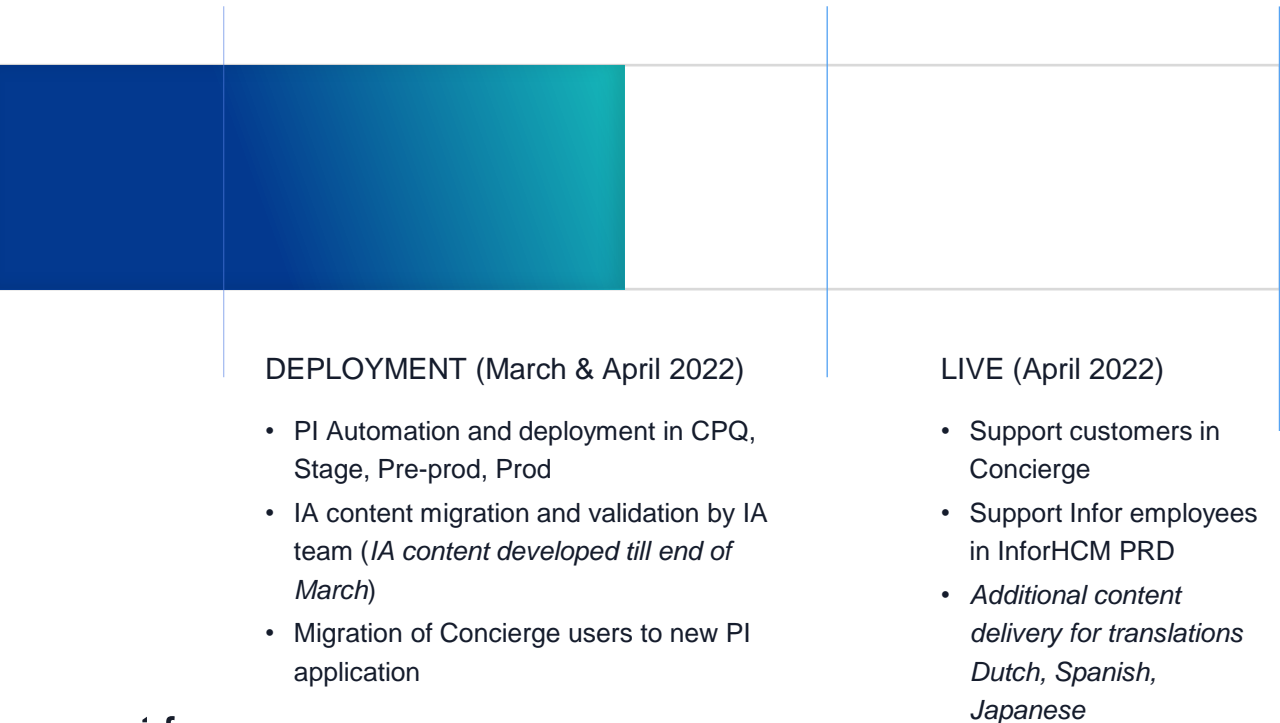 DEPLOYMENT (March & April 2022)
• PI Automation and deployment in CPQ,
Stage, Pre-prod, Prod
• IA content migration and validation by IA
team (IA content developed till end of
March)
• Migration of Concierge users to new PI
application
LIVE (April 2022)
• Support customers in
Concierge
• Support Infor employees
in InforHCM PRD
• Additional content
delivery for translations
Dutch, Spanish,
Japanese